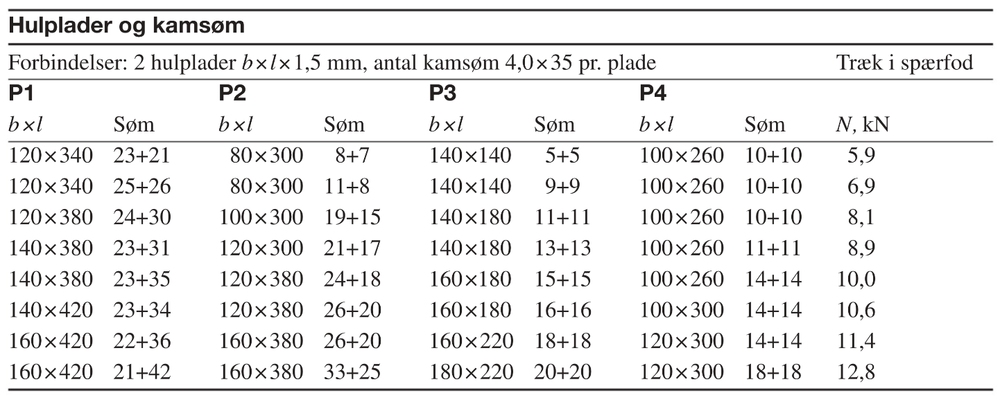 Hulplader og kamsøm
Forbindelser: 2 hulplader b×l×1,5 mm, antal kamsøm 4,0×35 pr. plade Træk i spærfod
P1 P2 P3 P4
b×l Søm b×l Søm b×l Søm b×l Søm N, kN
120×340 23+21 80×300 8+7 140×140 5+5 100×260 10+10 5,9
120×340 25+26 80×300 11+8 140×140 9+9 100×260 10+10 6,9
120×380 24+30 100×300 19+15 140×180 11+11 100×260 10+10 8,1
140×380 23+31 120×300 21+17 140×180 13+13 100×260 11+11 8,9
140×380 23+35 120×380 24+18 160×180 15+15 100×260 14+14 10,0
140×420 23+34 120×380 26+20 160×180 16+16 100×300 14+14 10,6
160×420 22+36 160×380 26+20 160×220 18+18 120×300 14+14 11,4
160×420 21+42 160×380 33+25 180×220 20+20 120×300 18+18 12,8